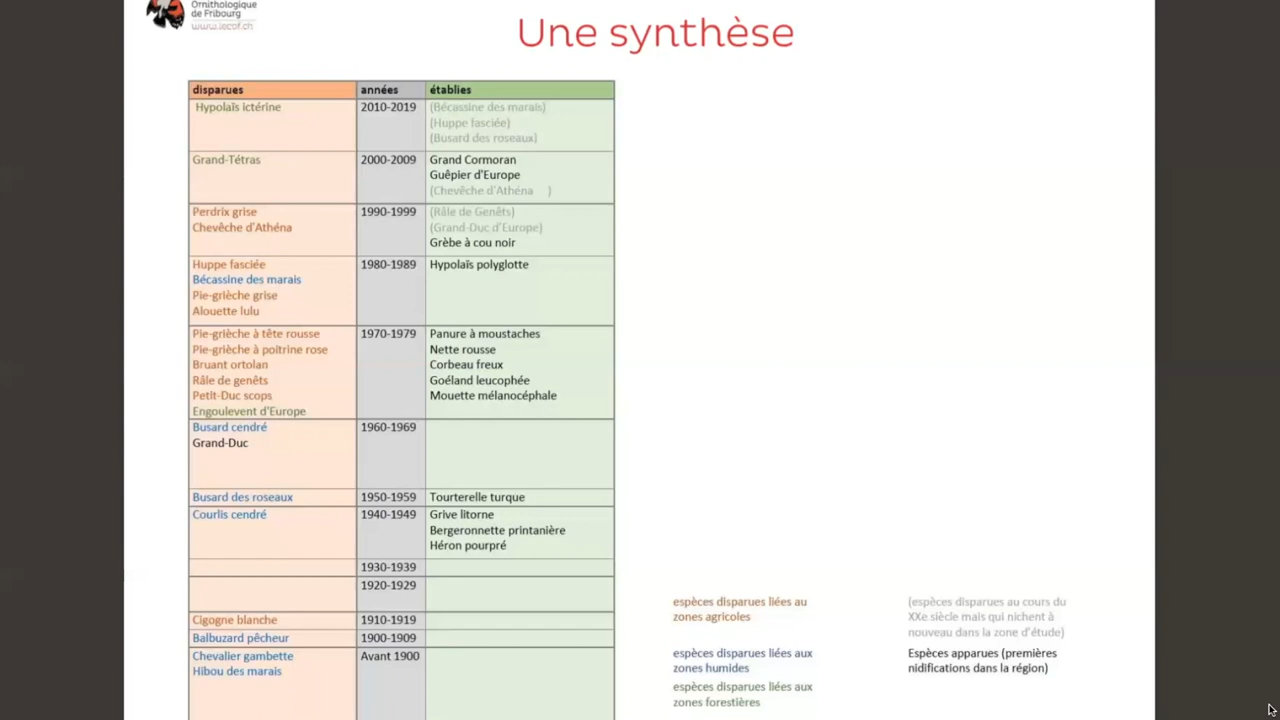 Ornithologique
de Fribourg
Une synthèse
disparues années établies
Hypolaïs ictérine 2010-2019 (Bécassine des marais)
(Huppe fasciée)
(Busard des roseaux)
Grand-Tétras 2000-2009 Grand Cormoran
Guêpier d'Europe
(Chevêche d'Athéna )
Perdrix grise 1990-1999 (Râle de Genêts)
Chevêche d'Athéna (Grand-Duc d'Europe)
Grèbe à cou noir
Huppe fasciée 1980-1989 Hypolaïs polyglotte
Bécassine des marais
Pie-grièche grise
Alouette lulu
Pie-grièche à tête rousse 1970-1979 Panure à moustaches
Pie-grièche à poitrine rose Nette rousse
Bruant ortolan Corbeau freux
Râle de genêts Goéland leucophée
Petit-Duc scops Mouette mélanocéphale
Engoulevent d'Europe
Busard cendré 1960-1969
Grand-Duc
Busard des roseaux 1950-1959 Tourterelle turque
Courlis cendré 1940-1949 Grive litorne
Bergeronnette printanière
Héron pourpré
1930-1939
1920-1929
Cigogne blanche 1910-1919
Balbuzard pêcheur 1900-1909
Chevalier gambette Avant 1900
Hibou des marais
espèces disparues liées au
zones agricoles
espèces disparues liées aux
zones humides
espèces disparues liées aux
zones forestières
(espèces disparues au cours du
XXe siècle mais qui nichent à
nouveau dans la zone d'étude)
Espèces apparues (premières
nidifications dans la région)